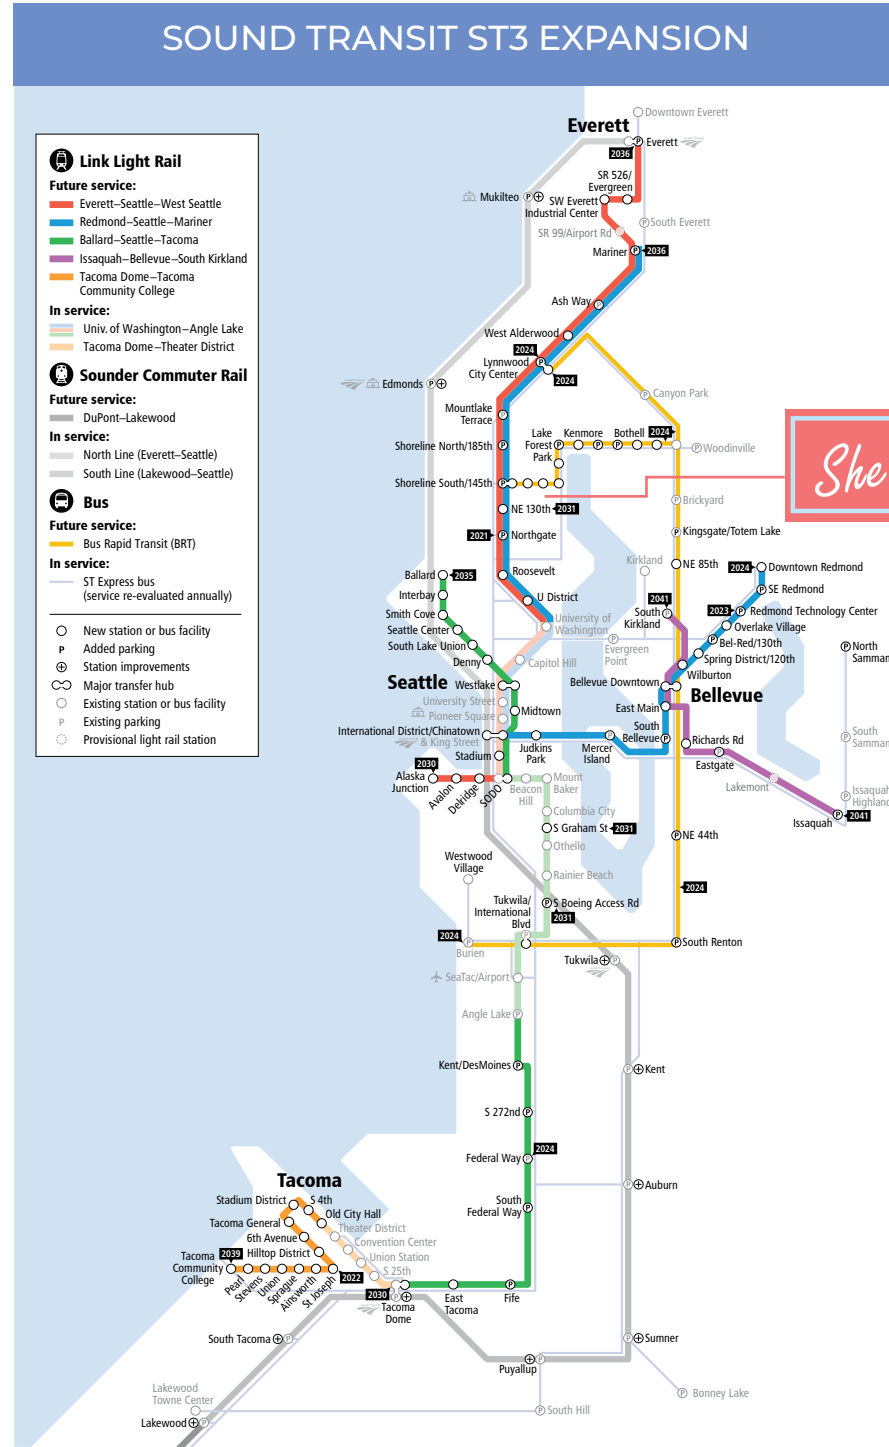 SOUND TRANSIT ST3 EXPANSION
Link Light Rail
Future service:
Everett–Seattle–West Seattle
Redmond–Seattle–Mariner
Ballard–Seattle–Tacoma
Issaquah–Bellevue–South Kirkland
Tacoma Dome–Tacoma
Community College
In service:
Univ. of Washington–Angle Lake
Tacoma Dome–Theater District
Sounder Commuter Rail
Future service:
DuPont–Lakewood
In service:
North Line (Everett–Seattle)
South Line (Lakewood–Seattle)
Bus
Future service:
Bus Rapid Transit (BRT)
In service:
ST Express bus
(service re-evaluated annually)
New station or bus facility
P Added parking
Station improvements
Major transfer hub
Existing station or bus facility
P Existing parking
Provisional light rail station
Downtown Everett
Everett
Everett
2036
SR 526/
Evergreen
Mukilteo
SW Everett
Industrial Center
South Everett
SR 99/Airport Rd
Mariner
2036
Ash Way
West Alderwood
2024
Lynnwood
City Center
2024
Edmonds
Canyon Park
Mountlake
Terrace
Lake
Forest
Park
Kenmore
Bothell
2024
Woodinville
Shoreline North/185th
Shoreline South/145th
She
Brickyard
NE 130th
2031
2021
Northgate
Kingsgate/Totem Lake
Kirkland
NE 85th
2024
Downtown Redmond
Ballard
2035
Roosevelt
Interbay
U District
2041
South
Kirkland
SE Redmond
Smith Cove
2023
Redmond Technology Center
Seattle Center
University of
Washington
Overlake Village
South Lake Union
Evergreen
Point
Bel-Red/130th
North
Samman
Denny
Capitol Hill
Spring District/120th
Wilburton
Seattle
Westlake
Bellevue Downtown
Bellevue
University Street
Pioneer Square
Midtown
East Main
International District/Chinatown
& King Street
South
Bellevue
Richards Rd
South
Samman
Stadium
Judkins
Park
Mercer
Island
Eastgate
2030
Alaska
Junction
Avalon
Delridge
SODO
Beacon
Hill
Mount
Baker
Lakemont
Issaquah
Highland
Columbia City
Issaquah
2041
S Graham St
2031
NE 44th
Othello
Westwood
Village
Rainier Beach
2024
Tukwila/
International
Blvd
S Boeing Access Rd
2031
2024
Burien
South Renton
Tukwila
SeaTac/Airport
Angle Lake
Kent/DesMoines
Kent
S 272nd
2024
Federal Way
Auburn
South
Federal Way
Tacoma
Stadium District
S 4th
Old City Hall
Tacoma General
Theater District
6th Avenue
Convention Center
2039
Hilltop District
Union Station
Tacoma
Community
College
S 25th
2022
Pearl
Stevens
Union
Sprague
Ainsworth
St Joseph
2030
Tacoma
Dome
East
Tacoma
Fife
South Tacoma
Sumner
Puyallup
Lakewood
Towne Center
Bonney Lake
South Hill
Lakewood